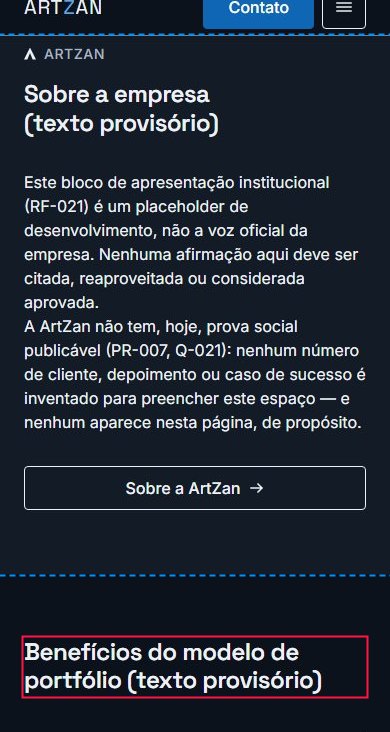 ARTZAN
Contato
ARTZAN
Sobre a empresa
(texto provisório)
Este bloco de apresentação institucional
(RF-021) é um placeholder de
desenvolvimento, não a voz oficial da
empresa. Nenhuma afirmação aqui deve ser
citada, reaproveitada ou considerada
aprovada.
A ArtZan não tem, hoje, prova social
publicável (PR-007, Q-021): nenhum número
de cliente, depoimento ou caso de sucesso é
inventado para preencher este espaço — e
nenhum aparece nesta página, de propósito.
Sobre a ArtZan →
Benefícios do modelo de
portfólio (texto provisório)